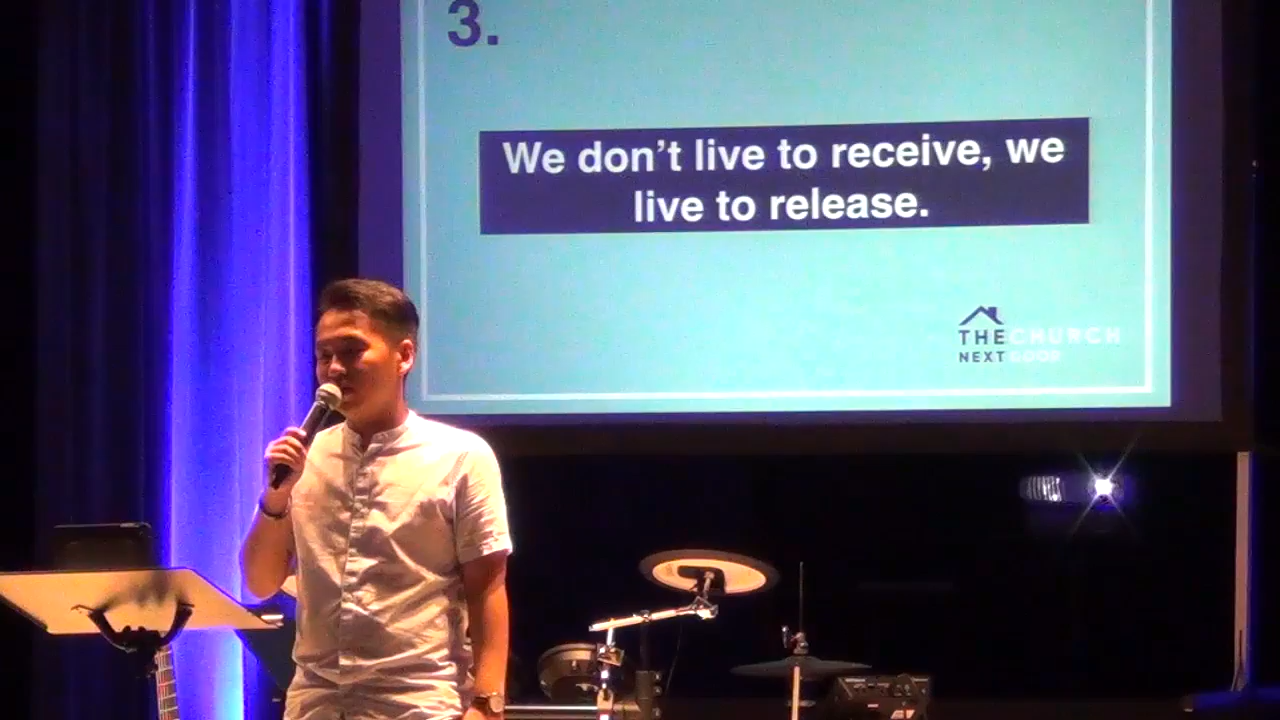 3.
We don't live to receive, we
live to release.
THE CHURCH
NEXT DOOR